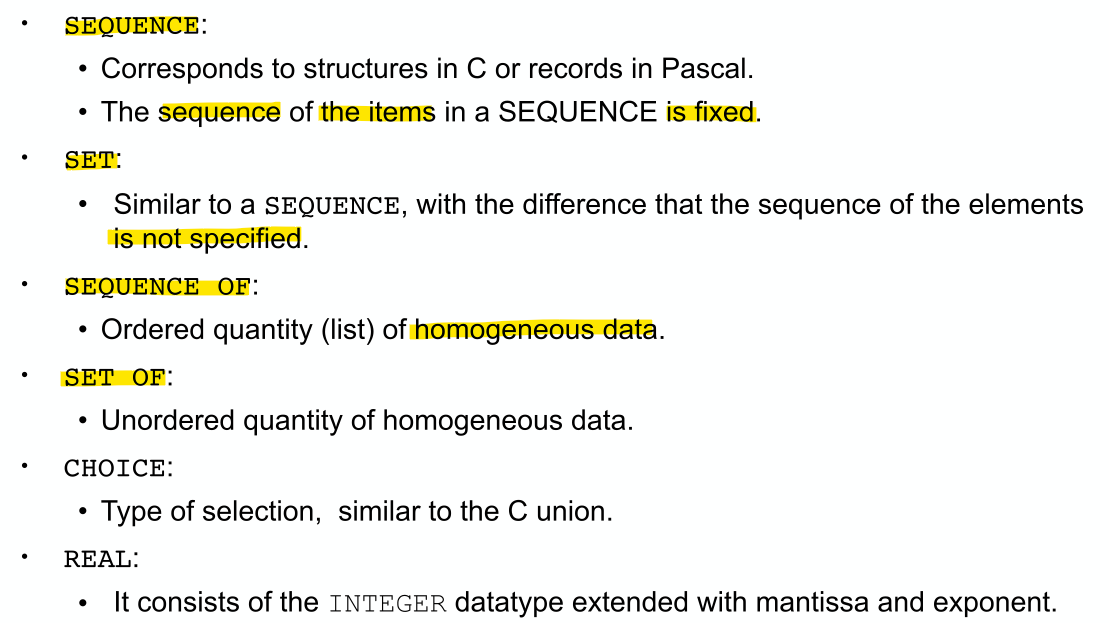 • SEQUENCE:
• Corresponds to structures in C or records in Pascal.
• The sequence of the items in a SEQUENCE is fixed.
• SET:
• Similar to a SEQUENCE, with the difference that the sequence of the elements
is not specified.
• SEQUENCE OF:
• Ordered quantity (list) of homogeneous data.
• SET OF:
• Unordered quantity of homogeneous data.
• CHOICE:
• Type of selection, similar to the C union.
• REAL:
• It consists of the INTEGER datatype extended with mantissa and exponent.